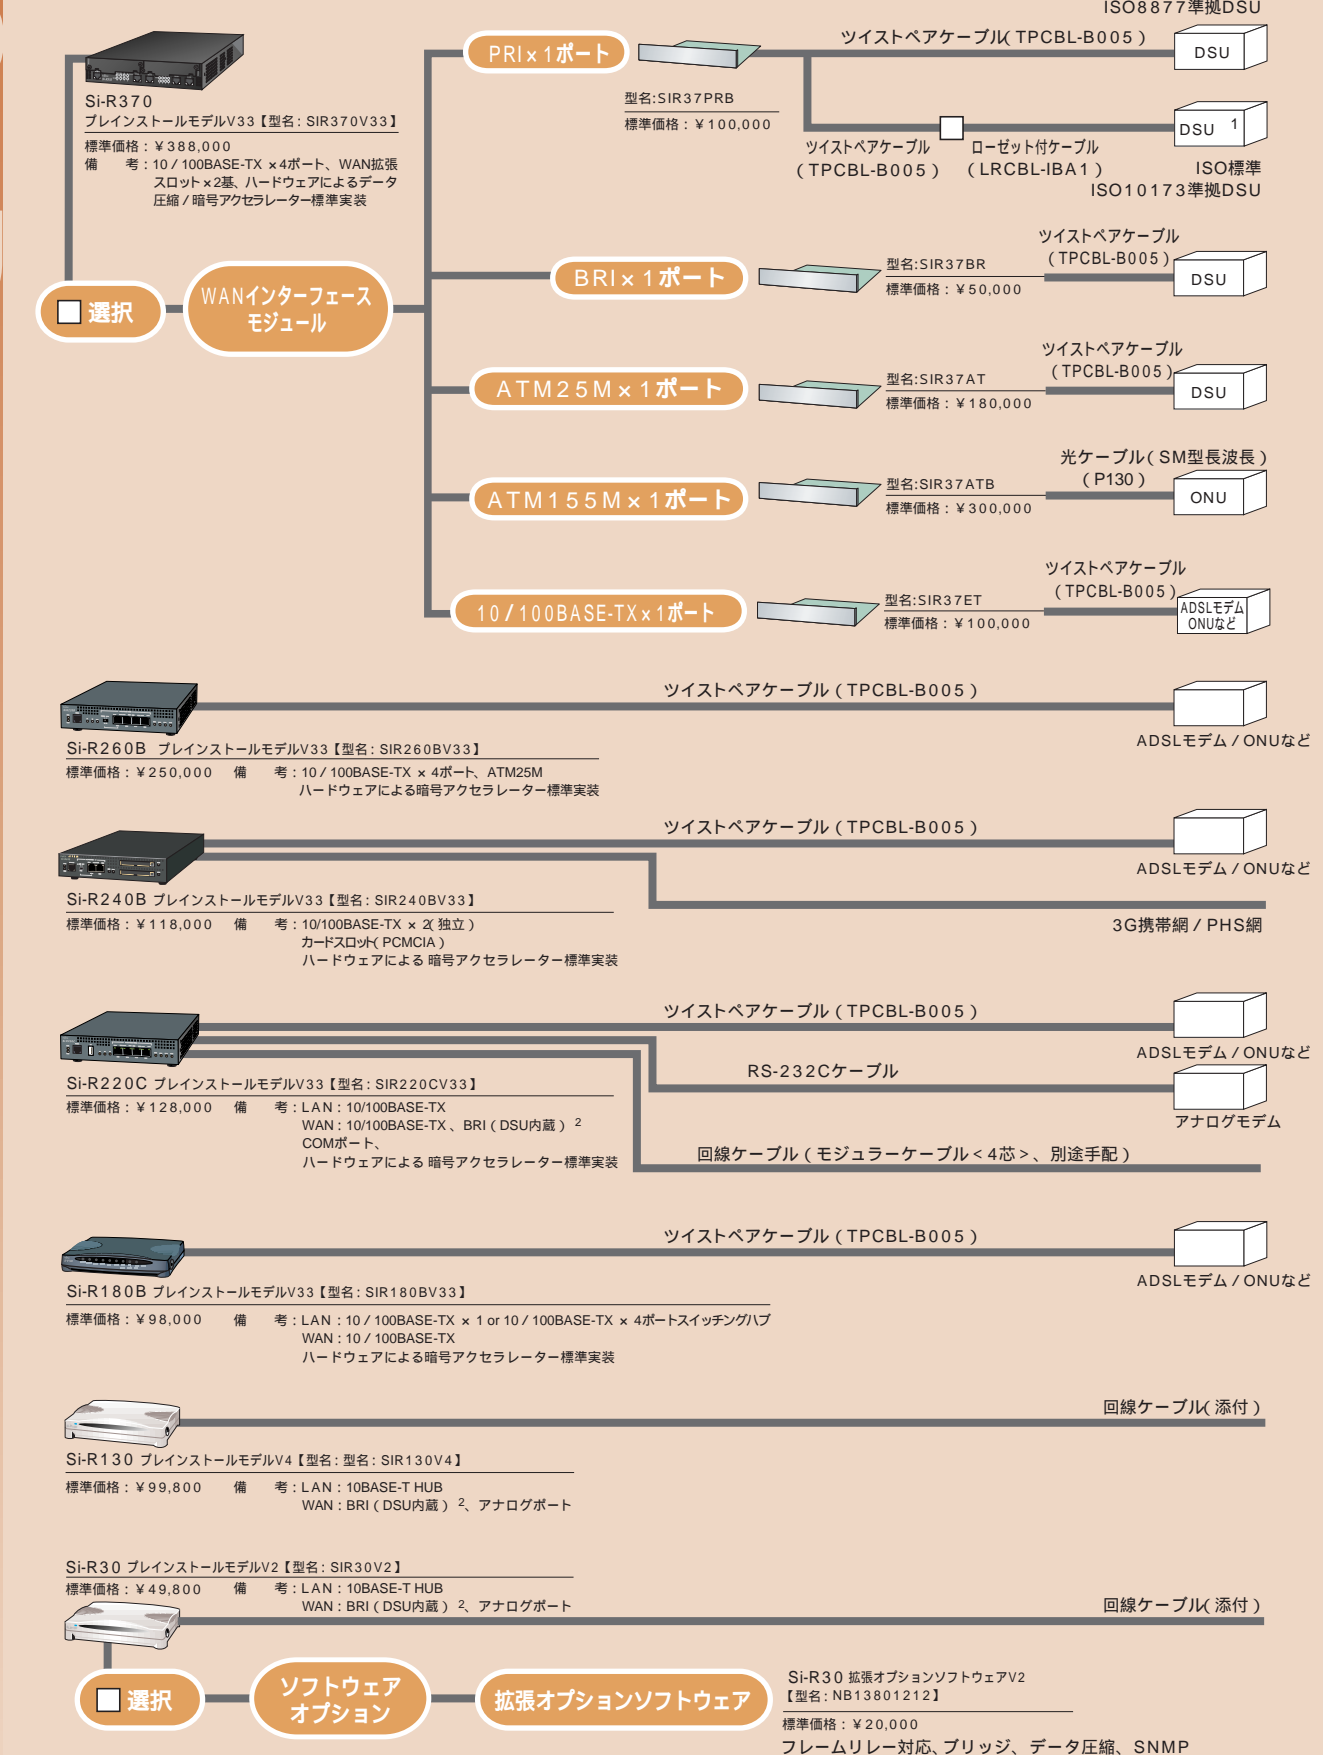 ISO8877準拠DSU
PRI×1ポート
ツイストペアケーブル(TPCBL-B005)
DSU
Si-R370
プレインストールモデルV33【型名:SIR370V33】
標準価格:¥388,000
備 考:10/100BASE-TX×4ポート、WAN拡張
スロット×2基、ハードウェアによるデータ
圧縮/暗号アクセラレーター標準実装
型名:SIR37PRB
標準価格:¥100,000
ツイストペアケーブル
(TPCBL-B005)
ローゼット付ケーブル
(LRCBL-IBA1)
DSU 1
ISO標準
ISO10173準拠DSU
選択
WANインターフェース
モジュール
BRI×1ポート
型名:SIR37BR
標準価格:¥50,000
ツイストペアケーブル
(TPCBL-B005)
DSU
ATM25M×1ポート
型名:SIR37AT
標準価格:¥180,000
ツイストペアケーブル
(TPCBL-B005)
DSU
ATM155M×1ポート
型名:SIR37ATB
標準価格:¥300,000
光ケーブル(SM型長波長)
(P130)
ONU
10/100BASE-TX×1ポート
型名:SIR37ET
標準価格:¥100,000
ツイストペアケーブル
(TPCBL-B005)
ADSLモデム
ONUなど
ツイストペアケーブル(TPCBL-B005)
ADSLモデム/ONUなど
Si-R260B プレインストールモデルV33【型名:SIR260BV33】
標準価格:¥250,000 備 考:10/100BASE-TX × 4ポート、ATM25M
ハードウェアによる暗号アクセラレーター標準実装
ツイストペアケーブル(TPCBL-B005)
ADSLモデム/ONUなど
3G携帯網/PHS網
Si-R240B プレインストールモデルV33【型名:SIR240BV33】
標準価格:¥118,000 備 考:10/100BASE-TX × 2(独立)
カードスロット(PCMCIA)
ハードウェアによる 暗号アクセラレーター標準実装
ツイストペアケーブル(TPCBL-B005)
ADSLモデム/ONUなど
RS-232Cケーブル
アナログモデム
回線ケーブル(モジュラーケーブル<4芯>、別途手配)
Si-R220C プレインストールモデルV33【型名:SIR220CV33】
標準価格:¥128,000 備 考:LAN:10/100BASE-TX
WAN:10/100BASE-TX、BRI(DSU内蔵) 2
COMポート、
ハードウェアによる 暗号アクセラレーター標準実装
ツイストペアケーブル(TPCBL-B005)
ADSLモデム/ONUなど
Si-R180B プレインストールモデルV33【型名:SIR180BV33】
標準価格:¥98,000 備 考:LAN:10/100BASE-TX × 1 or 10/100BASE-TX × 4ポートスイッチングハブ
WAN:10/100BASE-TX
ハードウェアによる暗号アクセラレーター標準実装
回線ケーブル(添付)
Si-R130 プレインストールモデルV4【型名:型名:SIR130V4】
標準価格:¥99,800 備 考:LAN:10BASE-T HUB
WAN:BRI(DSU内蔵) 2、アナログポート
Si-R30 プレインストールモデルV2【型名:SIR30V2】
標準価格:¥49,800 備 考:LAN:10BASE-T HUB
WAN:BRI(DSU内蔵) 2、アナログポート
回線ケーブル(添付)
選択
ソフトウェア
オプション
拡張オプションソフトウェア
Si-R30 拡張オプションソフトウェアV2
【型名:NB13801212】
標準価格:¥20,000
フレームリレー対応、ブリッジ、データ圧縮、SNMP